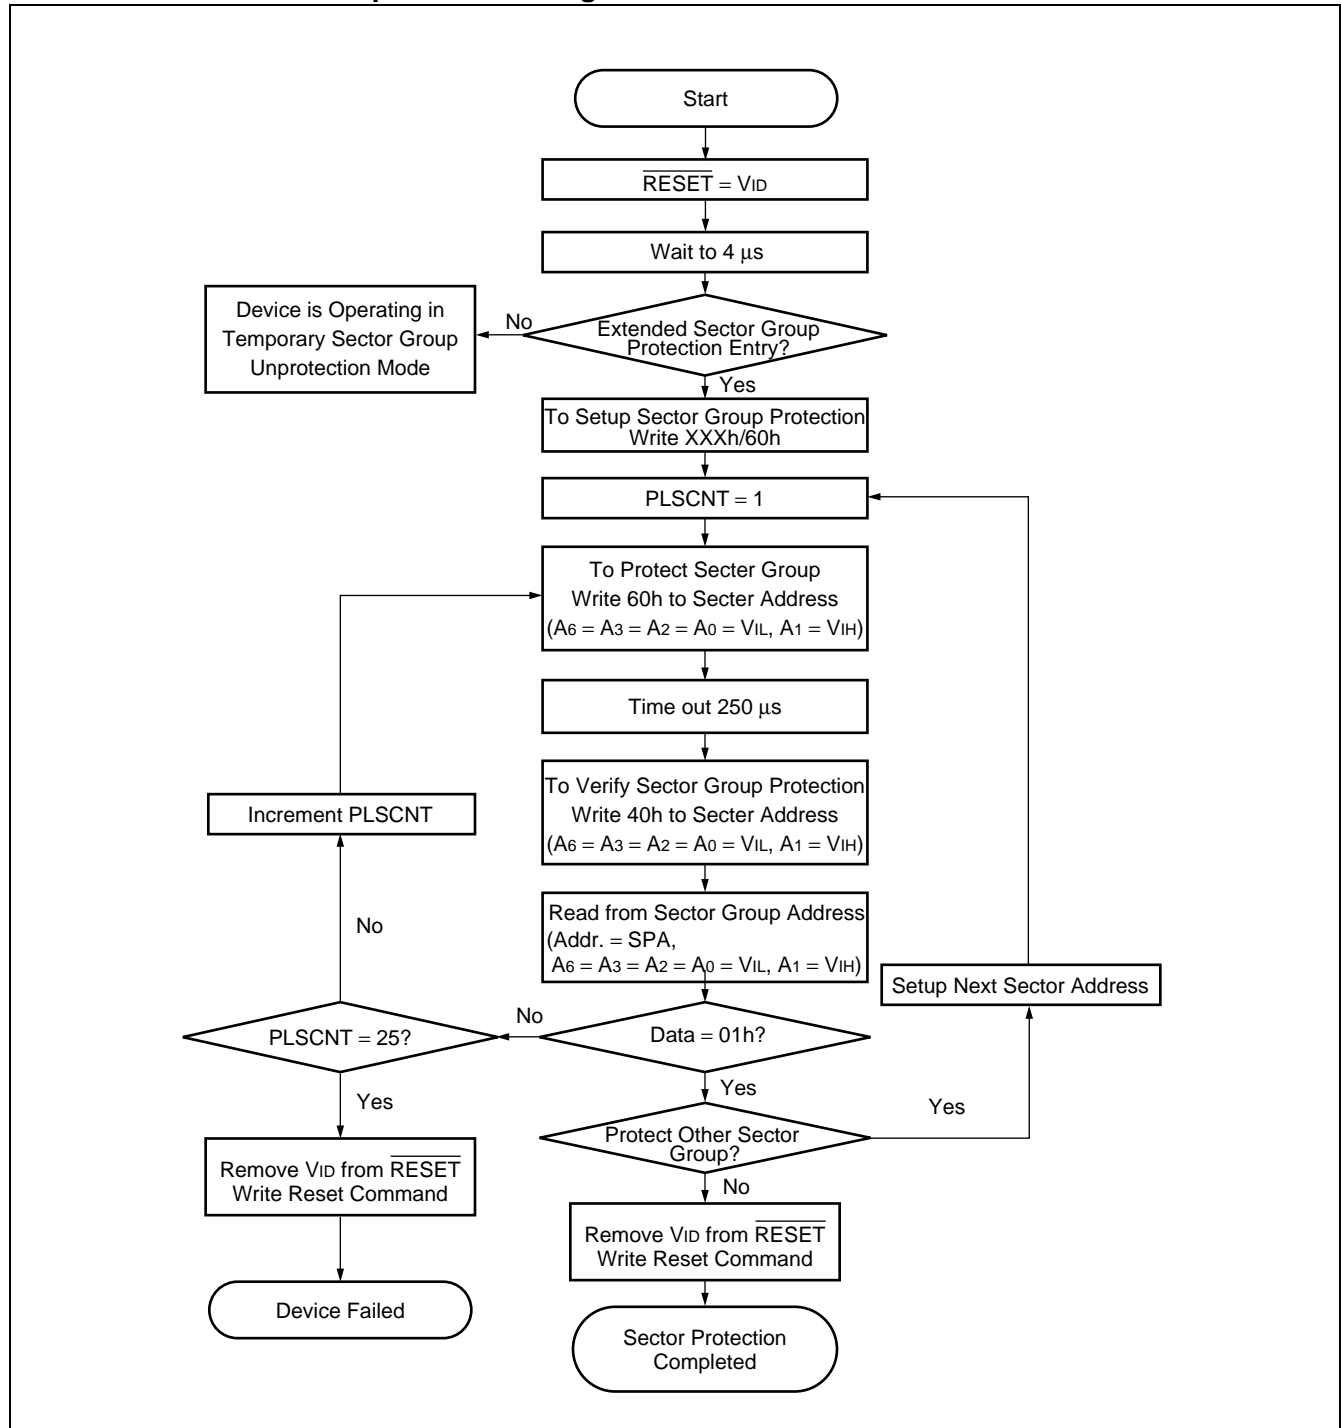 Start
RESET = VID
Wait to 4 μs
Device is Operating in
Temporary Sector Group
Unprotection Mode
No
Extended Sector Group
Protection Entry?
Yes
To Setup Sector Group Protection
Write XXXh/60h
PLSCNT = 1
To Protect Secter Group
Write 60h to Secter Address
(A6 = A3 = A2 = A0 = VIL, A1 = VIH)
Time out 250 μs
To Verify Sector Group Protection
Write 40h to Secter Address
(A6 = A3 = A2 = A0 = VIL, A1 = VIH)
Increment PLSCNT
Read from Sector Group Address
(Addr. = SPA,
A6 = A3 = A2 = A0 = VIL, A1 = VIH)
No
Setup Next Sector Address
PLSCNT = 25?
No
Data = 01h?
Yes
Yes
Yes
Protect Other Sector
Group?
No
Remove VID from RESET
Write Reset Command
Remove VID from RESET
Write Reset Command
Device Failed
Sector Protection
Completed